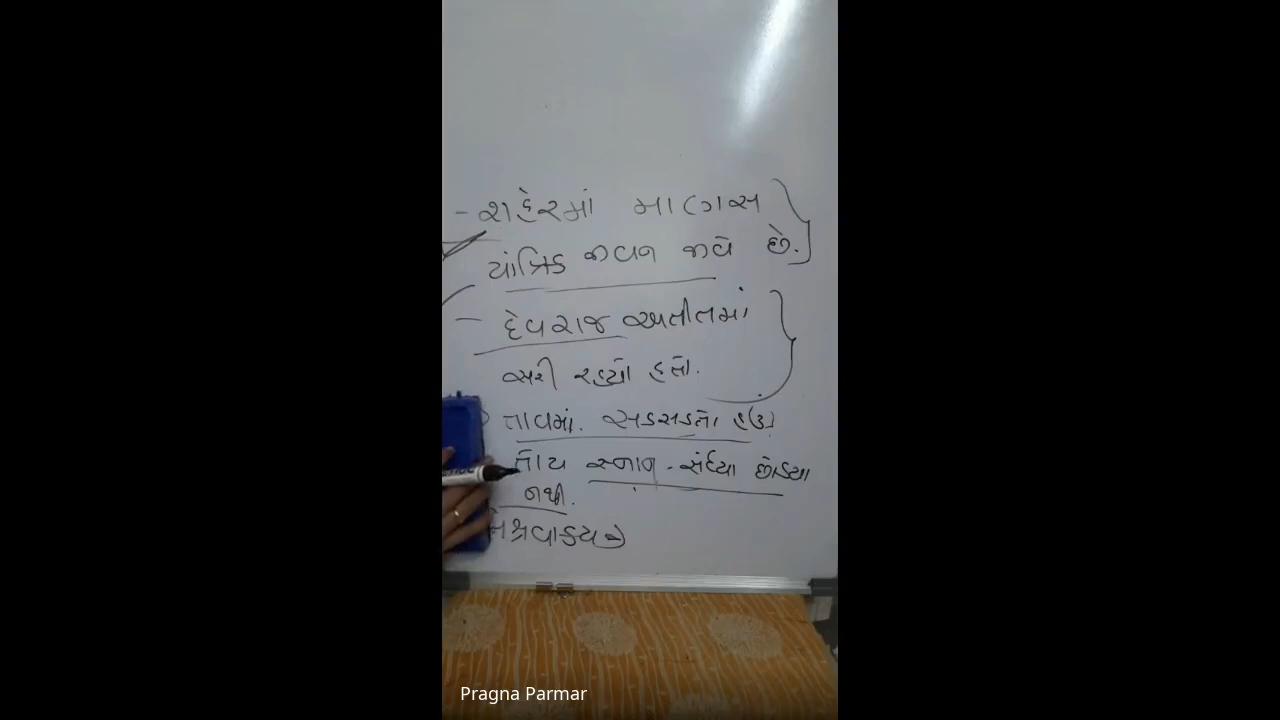 - શહેરમાં માણસ
યાંત્રિક જીવન જીવે છે.
- દેવરાજ અતીતમાં
સરી રહ્યો હતો.
તાવમાં. સડસડતો હતો
તોય સ્નાન - સંધ્યા છોડ્યા
નથી.
મિશ્રવાક્ય
Pragna Parmar